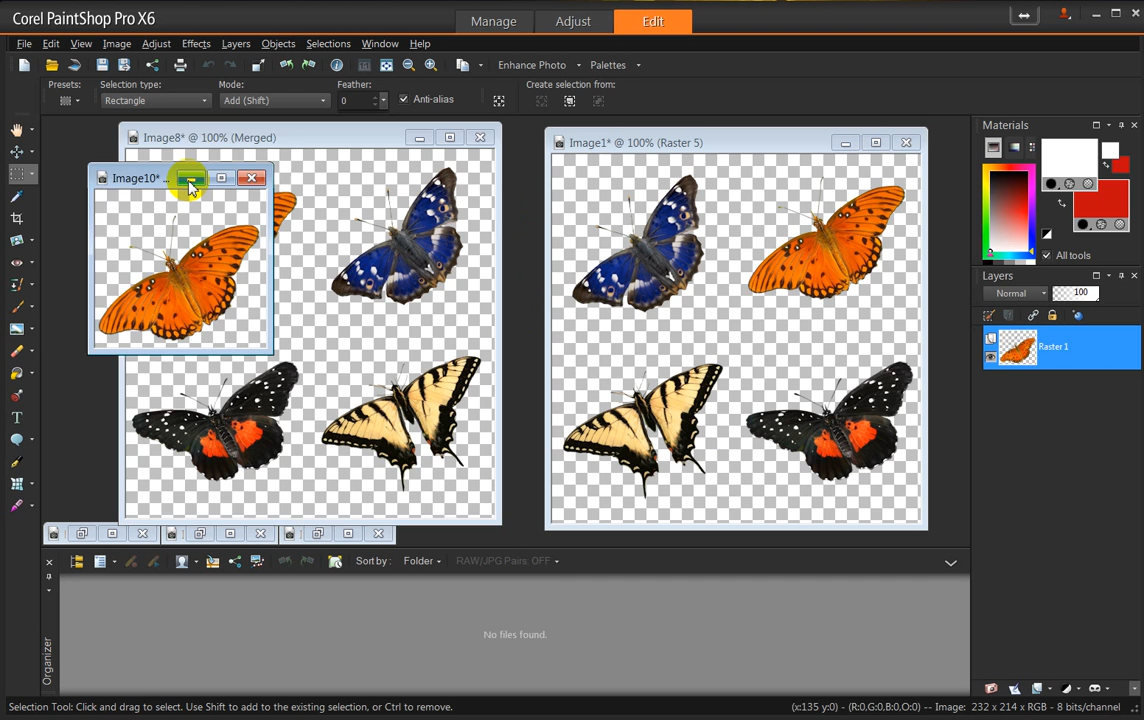 Corel PaintShop Pro X6
Manage Adjust Edit
File Edit View Image Adjust Effects Layers Objects Selections Window Help
Enhance Photo Palettes
Presets: Selection type: Mode: Feather: Create selection from:
Rectangle Add (Shift) 0 Anti-alias
Image8* @ 100% (Merged)
Image1* @ 100% (Raster 5)
Image10* ...
Materials
All tools
Layers
Normal 100
Raster 1
Sort by: Folder RAW/JPG Pairs: OFF
No files found.
Organizer
Selection Tool: Click and drag to select. Use Shift to add to the existing selection, or Ctrl to remove. (x:135 y:0) - (R:0,G:0,B:0,O:0) -- Image: 232 x 214 x RGB - 8 bits/channel